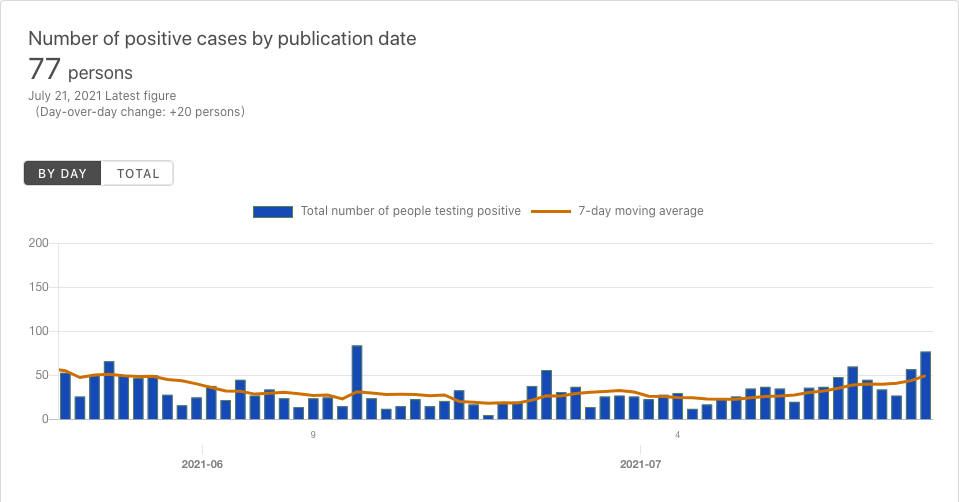 Number of positive cases by publication date
77 persons
July 21, 2021 Latest figure
(Day-over-day change: +20 persons)
BY DAY TOTAL
Total number of people testing positive 7-day moving average
200
150
100
50
0
9 4
2021-06 2021-07